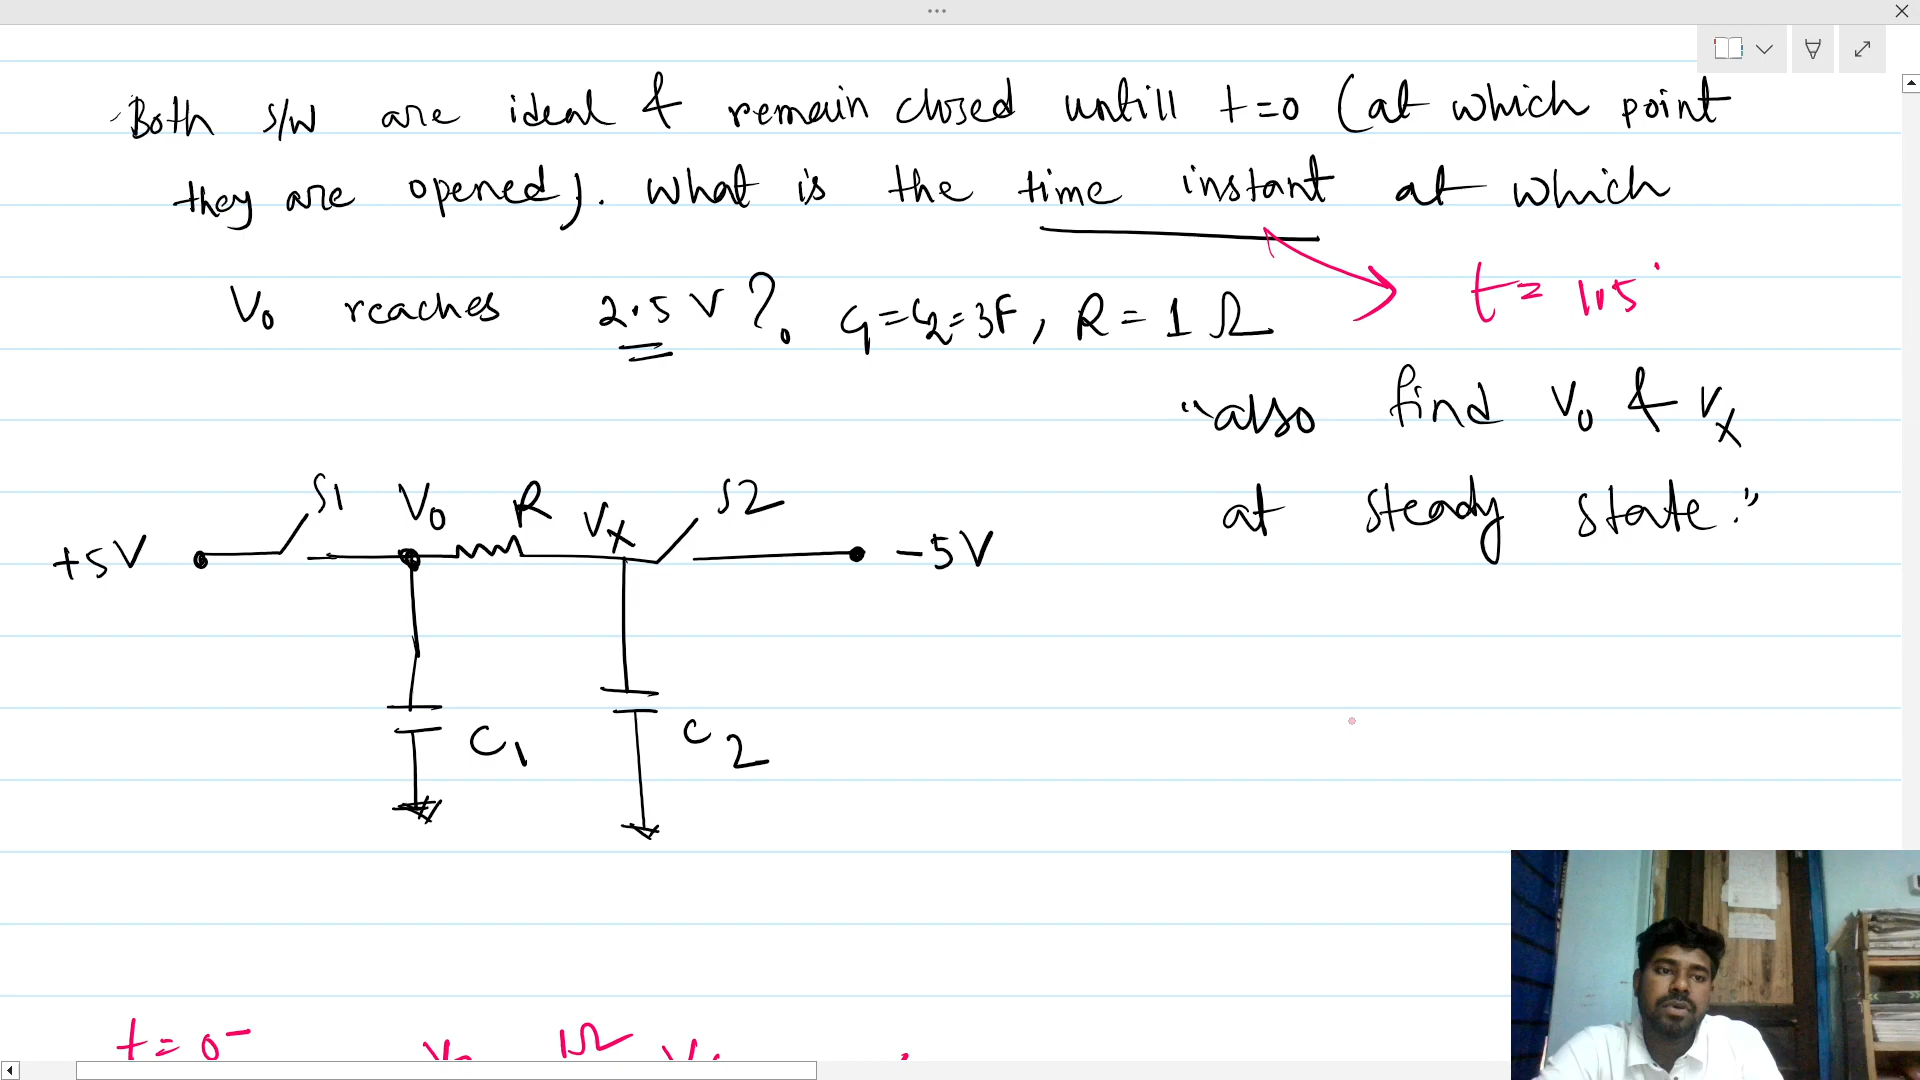 Both s/w are ideal & remain closed untill t=0 (at which point
they are opened). what is the time instant at which
V₀ reaches 2.5 V ?. C₁=C₂=3F, R = 1 Ω
t=
"also find V₀ & Vx
at steady state."
S1 V₀ R Vx S2
+5V -5V
C₁ C₂
t=0⁻ 1Ω